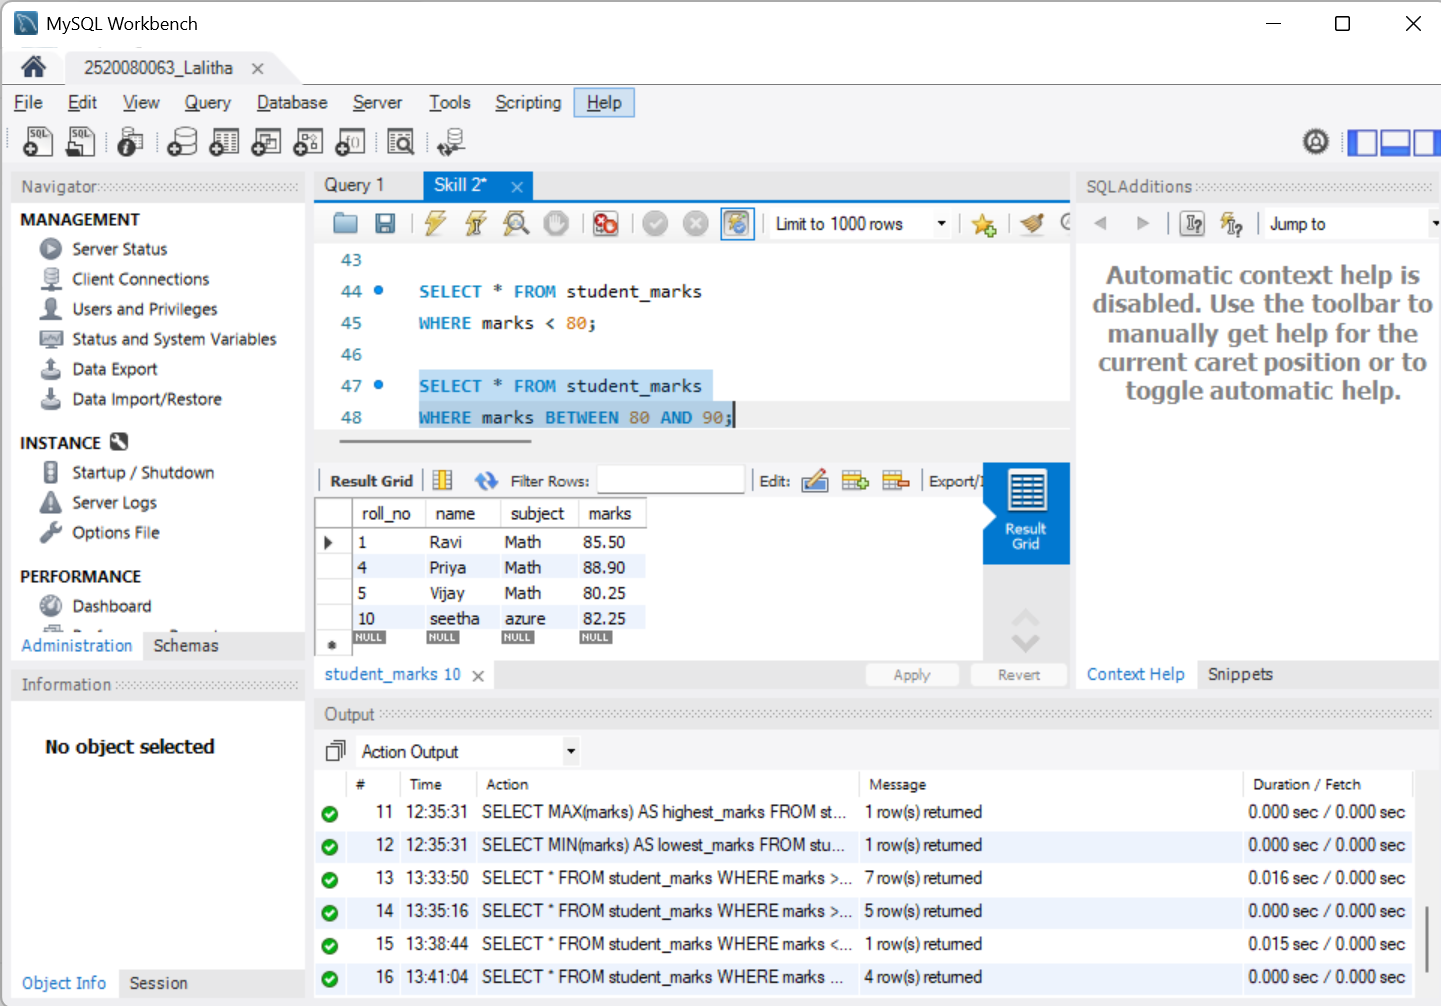 MySQL Workbench
2520080063_Lalitha
File Edit View Query Database Server Tools Scripting Help
Navigator
MANAGEMENT
Server Status
Client Connections
Users and Privileges
Status and System Variables
Data Export
Data Import/Restore
INSTANCE
Startup / Shutdown
Server Logs
Options File
PERFORMANCE
Dashboard
Administration Schemas
Information
No object selected
Object Info Session
Query 1 Skill 2*
Limit to 1000 rows
43
44 SELECT * FROM student_marks
45 WHERE marks < 80;
46
47 SELECT * FROM student_marks
48 WHERE marks BETWEEN 80 AND 90;
Result Grid Filter Rows: Edit: Export/I
roll_no name subject marks
1 Ravi Math 85.50
4 Priya Math 88.90
5 Vijay Math 80.25
10 seetha azure 82.25
NULL NULL NULL NULL
Result
Grid
student_marks 10 Apply Revert
SQLAdditions
Jump to
Automatic context help is
disabled. Use the toolbar to
manually get help for the
current caret position or to
toggle automatic help.
Context Help Snippets
Output
Action Output
# Time Action Message Duration / Fetch
11 12:35:31 SELECT MAX(marks) AS highest_marks FROM st... 1 row(s) returned 0.000 sec / 0.000 sec
12 12:35:31 SELECT MIN(marks) AS lowest_marks FROM stu... 1 row(s) returned 0.000 sec / 0.000 sec
13 13:33:50 SELECT * FROM student_marks WHERE marks >... 7 row(s) returned 0.016 sec / 0.000 sec
14 13:35:16 SELECT * FROM student_marks WHERE marks >... 5 row(s) returned 0.000 sec / 0.000 sec
15 13:38:44 SELECT * FROM student_marks WHERE marks <... 1 row(s) returned 0.015 sec / 0.000 sec
16 13:41:04 SELECT * FROM student_marks WHERE marks ... 4 row(s) returned 0.000 sec / 0.000 sec